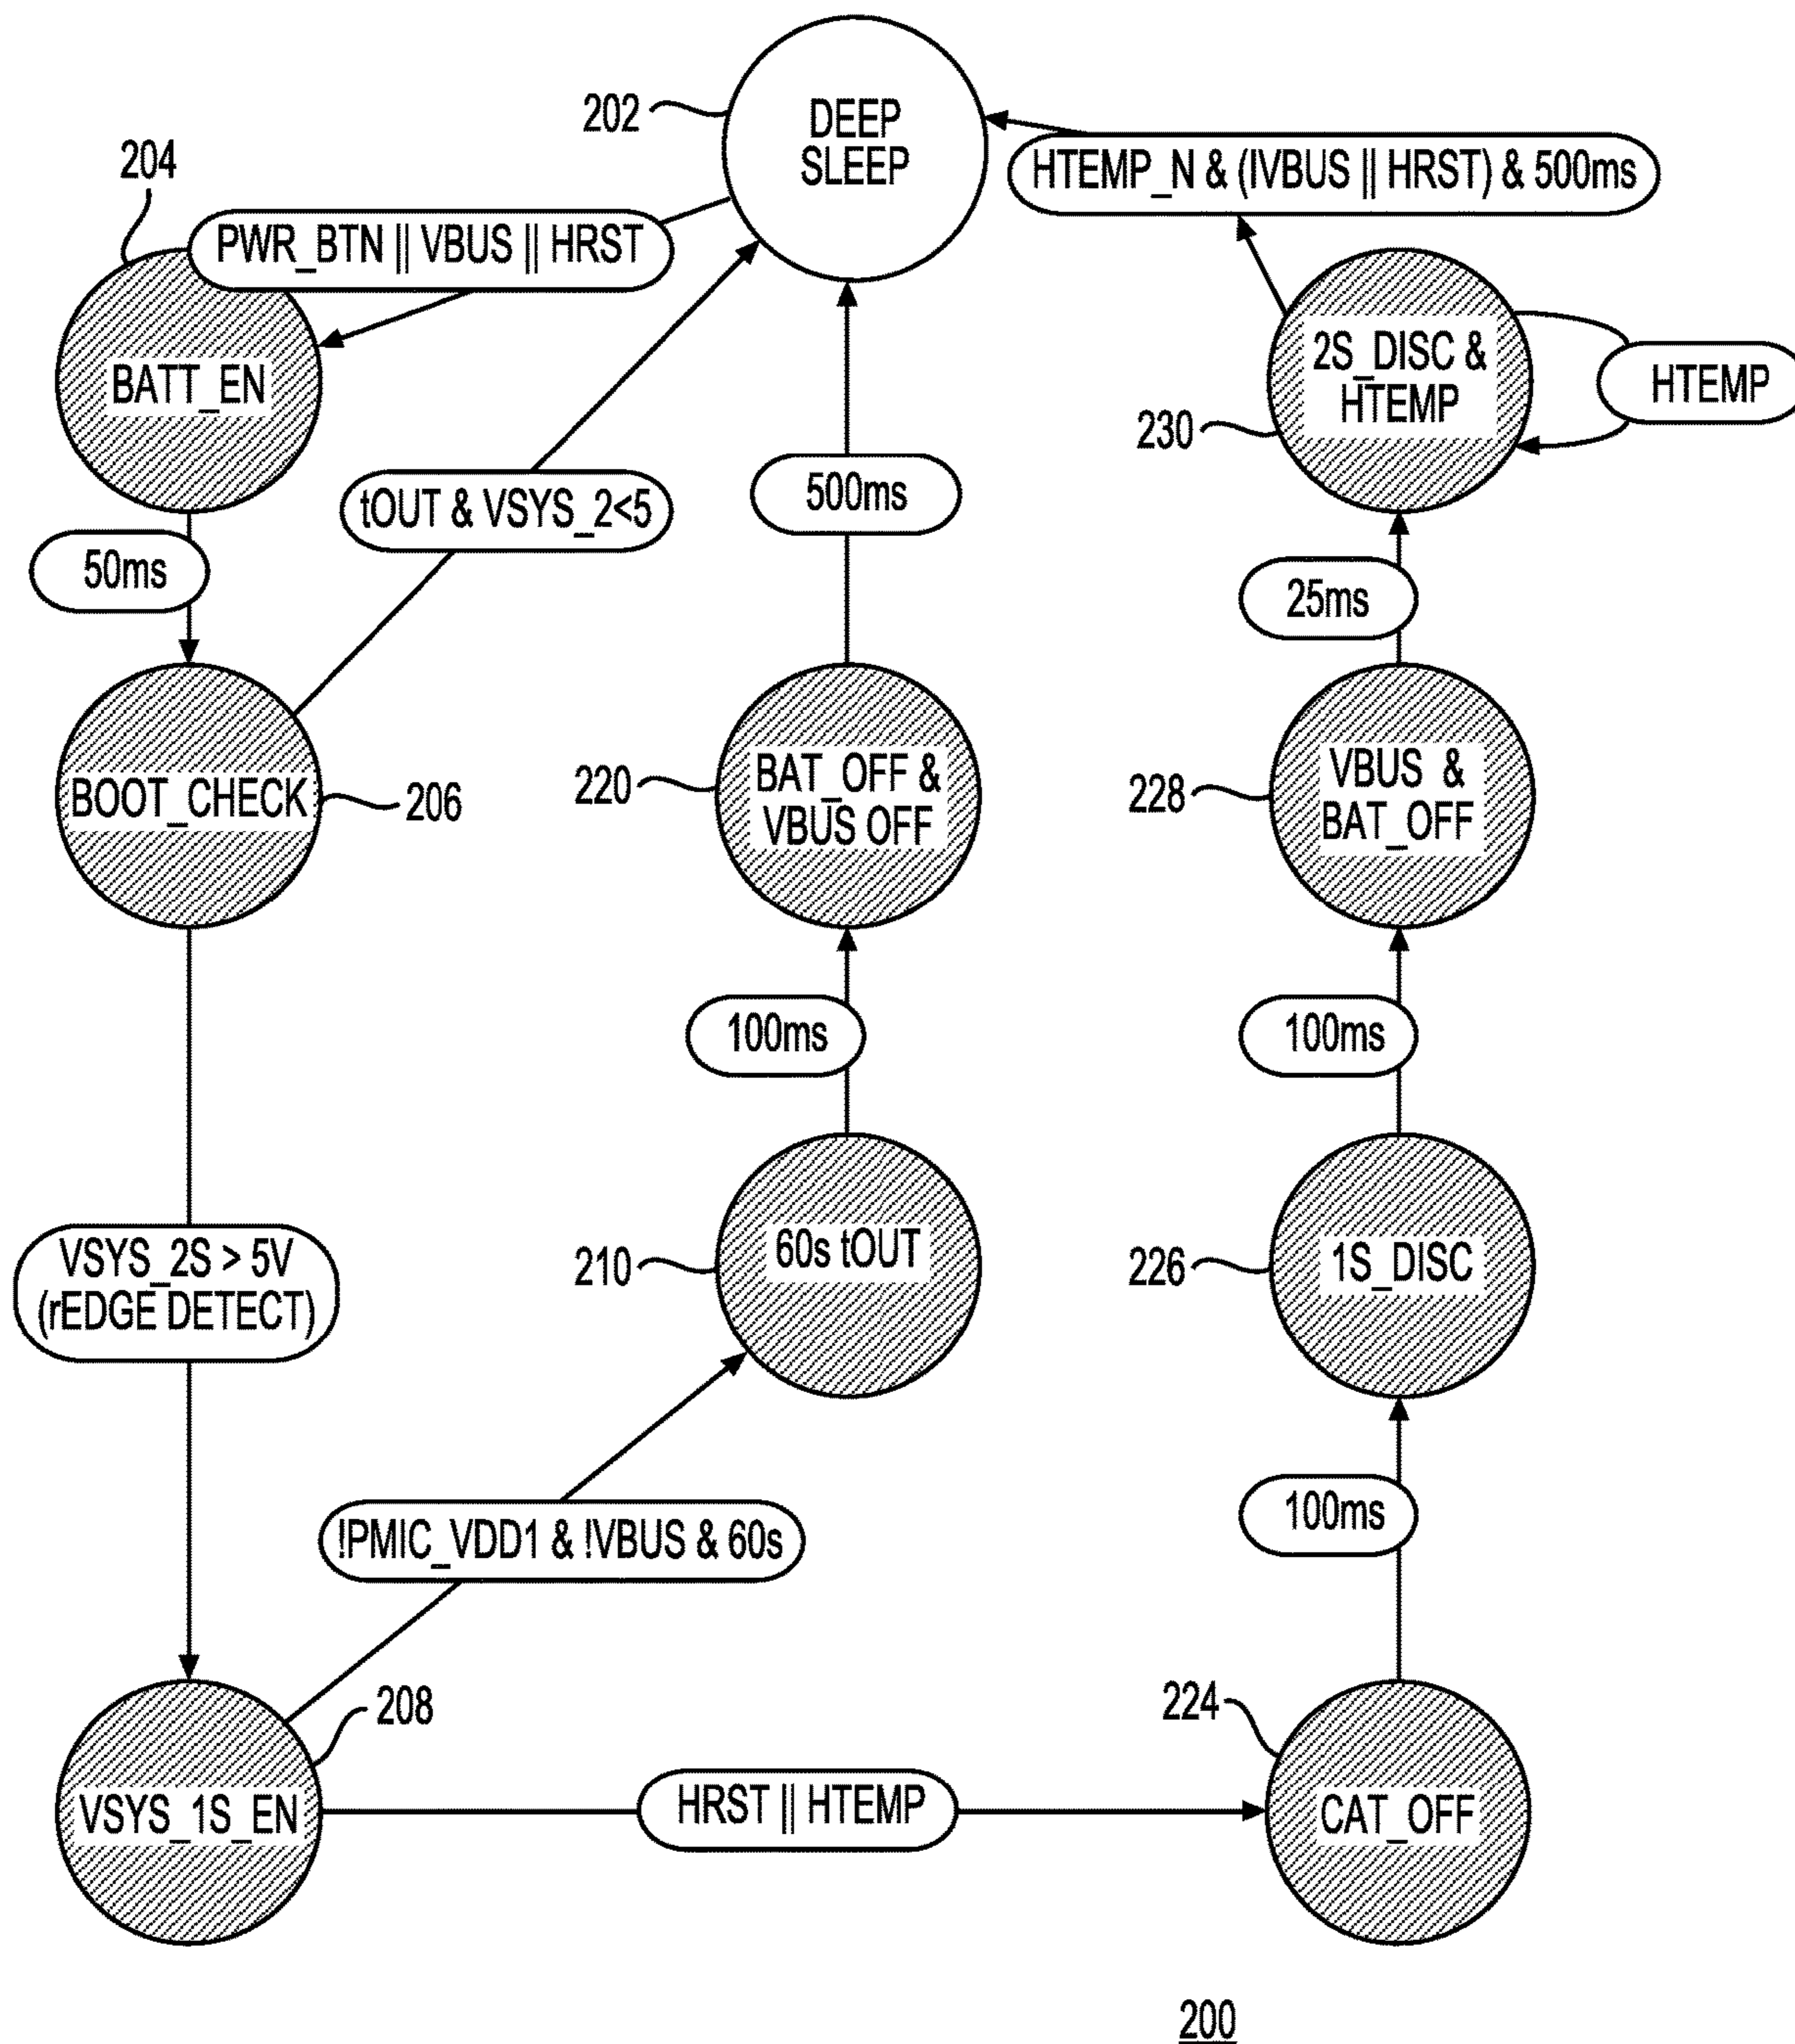 202
DEEP
SLEEP
HTEMP_N & (IVBUS || HRST) & 500ms
204
PWR_BTN || VBUS || HRST
BATT_EN
2S_DISC &
HTEMP
HTEMP
230
tOUT & VSYS_2<5
500ms
50ms
25ms
BOOT_CHECK
206
220
BAT_OFF &
VBUS OFF
228
VBUS &
BAT_OFF
100ms
100ms
VSYS_2S > 5V
(rEDGE DETECT)
210
60s tOUT
226
1S_DISC
!PMIC_VDD1 & !VBUS & 60s
100ms
208
224
VSYS_1S_EN
HRST || HTEMP
CAT_OFF
200